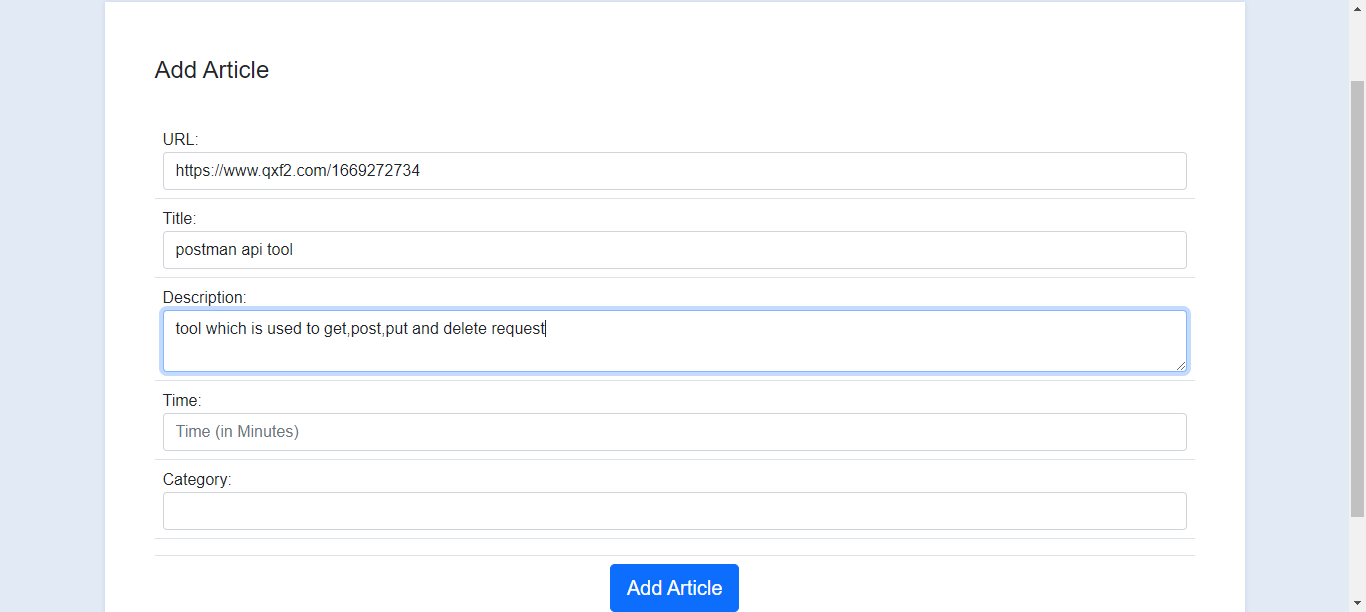 Add Article
URL:
https://www.qxf2.com/1669272734
Title:
postman api tool
Description:
tool which is used to get,post,put and delete request
Time:
Time (in Minutes)
Category:
Add Article